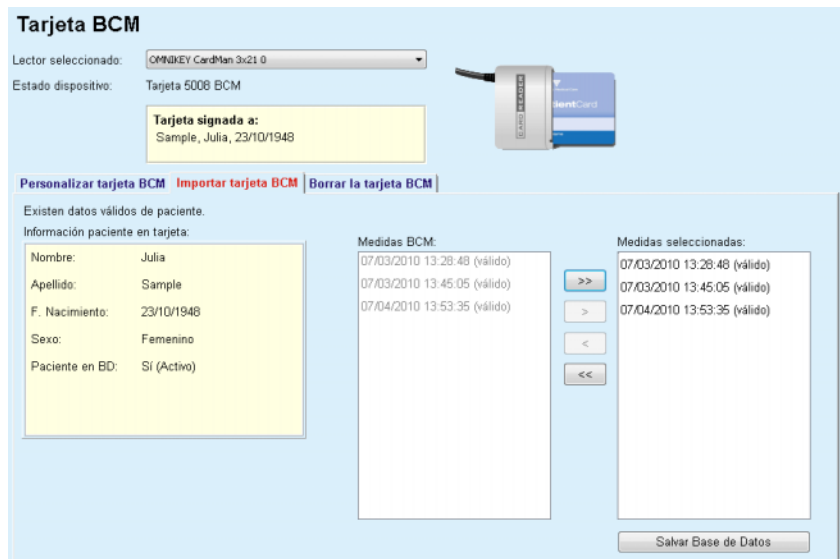 Tarjeta BCM
Lector seleccionado: OMNIKEY CardMan 3x21 0
Estado dispositivo: Tarjeta 5008 BCM
Tarjeta signada a:
Sample, Julia, 23/10/1948
CARD READER
ientCard
Personalizar tarjeta BCM Importar tarjeta BCM Borrar la tarjeta BCM
Existen datos válidos de paciente.
Información paciente en tarjeta:
Nombre: Julia
Apellido: Sample
F. Nacimiento: 23/10/1948
Sexo: Femenino
Paciente en BD: Sí (Activo)
Medidas BCM:
07/03/2010 13:28:48 (válido)
07/03/2010 13:45:05 (válido)
07/04/2010 13:53:35 (válido)
>>
>
<
<<
Medidas seleccionadas:
07/03/2010 13:28:48 (válido)
07/03/2010 13:45:05 (válido)
07/04/2010 13:53:35 (válido)
Salvar Base de Datos